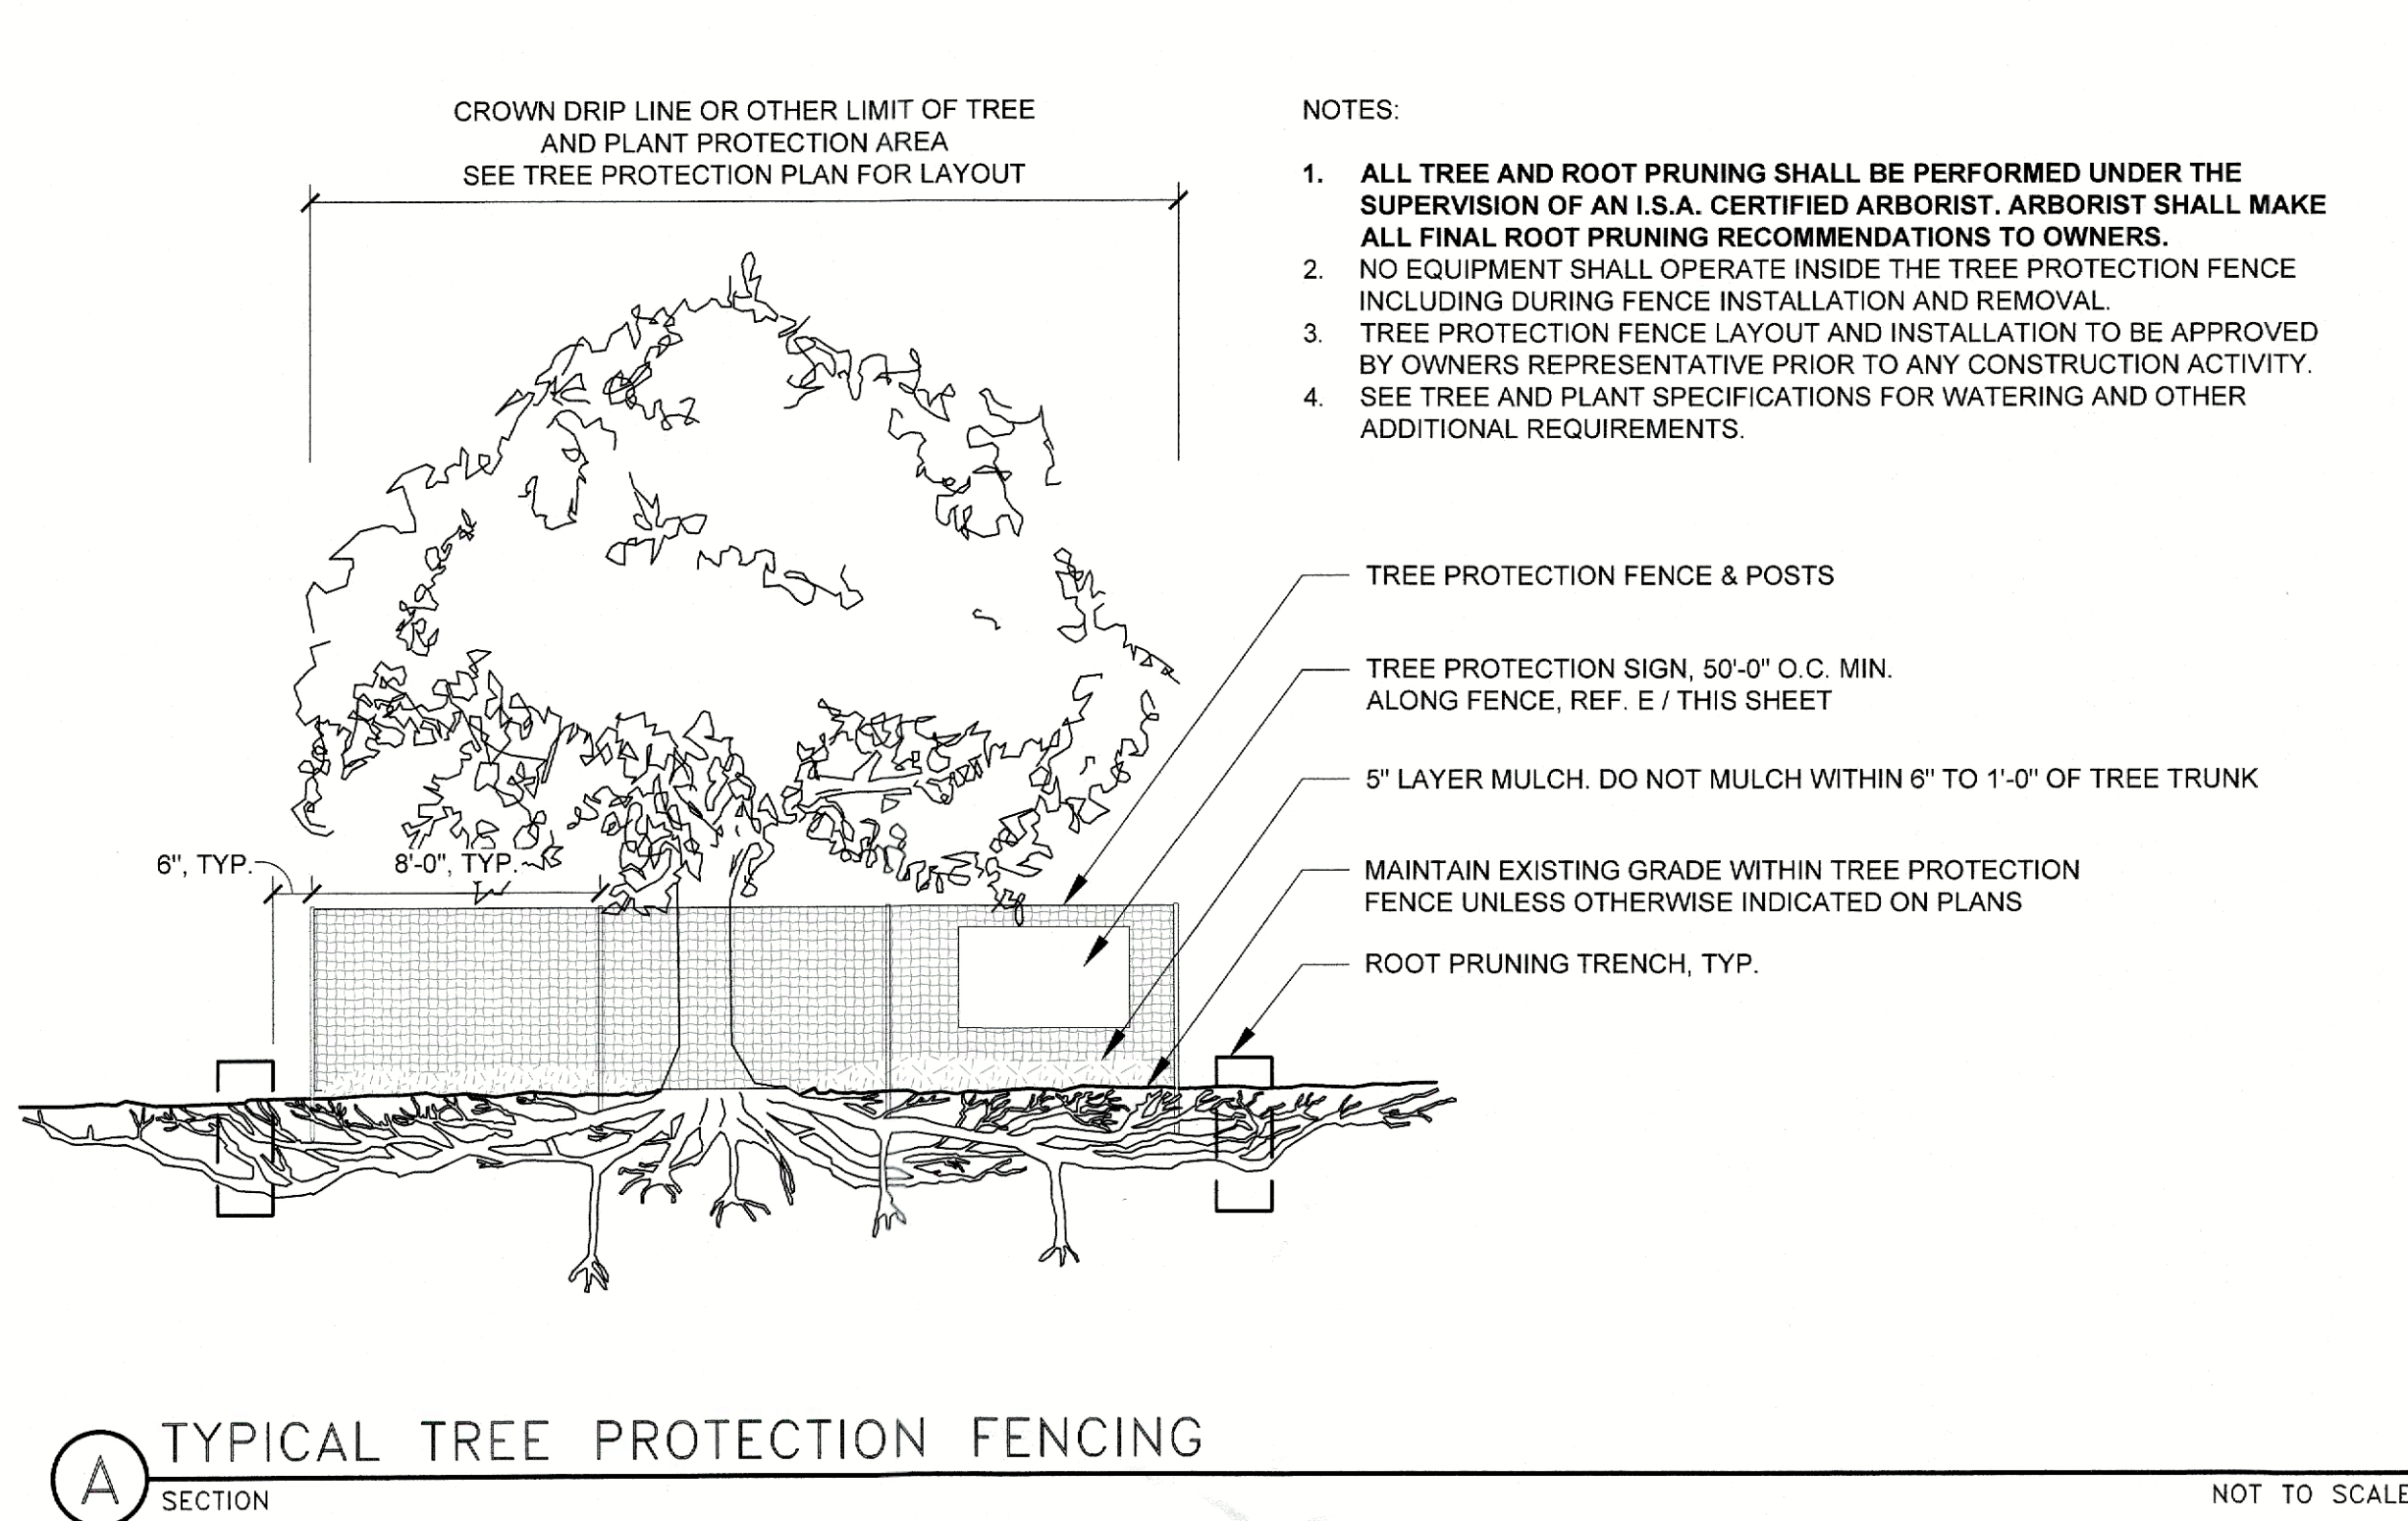 CROWN DRIP LINE OR OTHER LIMIT OF TREE
AND PLANT PROTECTION AREA
SEE TREE PROTECTION PLAN FOR LAYOUT
NOTES:
1. ALL TREE AND ROOT PRUNING SHALL BE PERFORMED UNDER THE
SUPERVISION OF AN I.S.A. CERTIFIED ARBORIST. ARBORIST SHALL MAKE
ALL FINAL ROOT PRUNING RECOMMENDATIONS TO OWNERS.
2. NO EQUIPMENT SHALL OPERATE INSIDE THE TREE PROTECTION FENCE
INCLUDING DURING FENCE INSTALLATION AND REMOVAL.
3. TREE PROTECTION FENCE LAYOUT AND INSTALLATION TO BE APPROVED
BY OWNERS REPRESENTATIVE PRIOR TO ANY CONSTRUCTION ACTIVITY.
4. SEE TREE AND PLANT SPECIFICATIONS FOR WATERING AND OTHER
ADDITIONAL REQUIREMENTS.
TREE PROTECTION FENCE & POSTS
TREE PROTECTION SIGN, 50'-0" O.C. MIN.
ALONG FENCE, REF. E / THIS SHEET
5" LAYER MULCH. DO NOT MULCH WITHIN 6" TO 1'-0" OF TREE TRUNK
6", TYP.
8'-0", TYP.
MAINTAIN EXISTING GRADE WITHIN TREE PROTECTION
FENCE UNLESS OTHERWISE INDICATED ON PLANS
ROOT PRUNING TRENCH, TYP.
A
TYPICAL TREE PROTECTION FENCING
SECTION
NOT TO SCALE